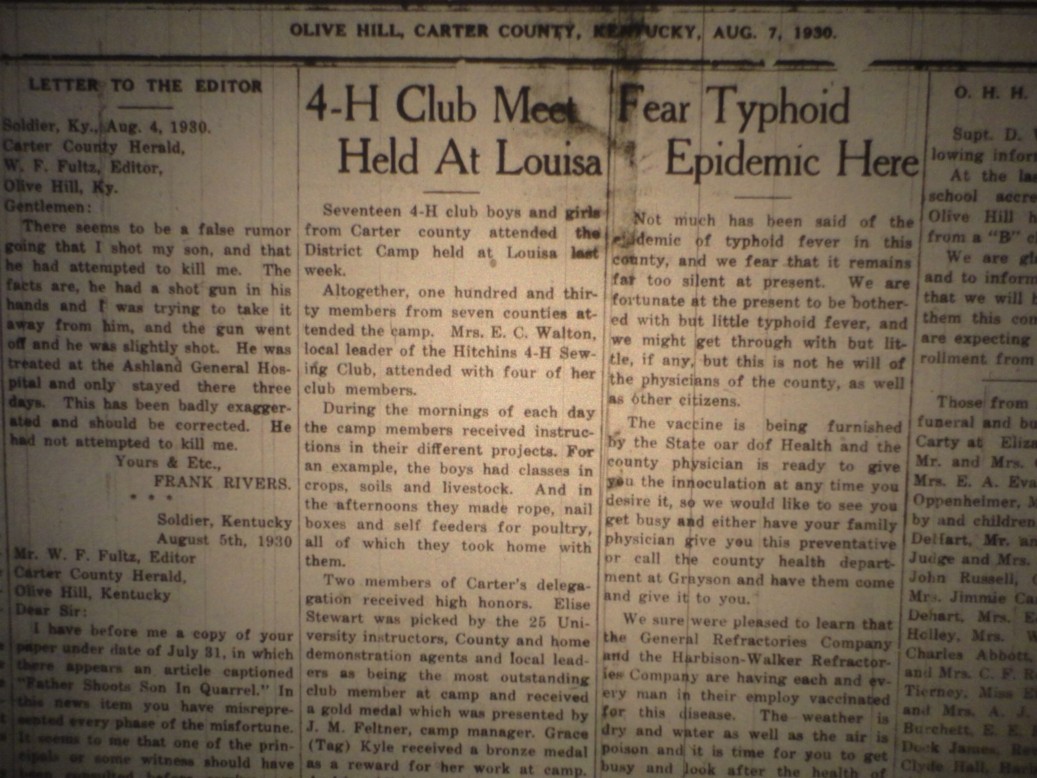 OLIVE HILL, CARTER COUNTY, KENTUCKY, AUG. 7, 1930.
LETTER TO THE EDITOR
Soldier, Ky., Aug. 4, 1930.
Carter County Herald,
W. F. Fultz, Editor,
Olive Hill, Ky.
Gentlemen:
There seems to be a false rumor
going that I shot my son, and that
he had attempted to kill me. The
facts are, he had a shot gun in his
hands and I was trying to take it
away from him, and the gun went
off and he was slightly shot. He was
treated at the Ashland General Hos-
pital and only stayed there three
days. This has been badly exagger-
ated and should be corrected. He
had not attempted to kill me.
Yours & Etc.,
FRANK RIVERS.
* * *
Soldier, Kentucky
August 5th, 1930
Mr. W. F. Fultz, Editor
Carter County Herald,
Olive Hill, Kentucky
Dear Sir:
I have before me a copy of your
paper under date of July 31, in which
there appears an article captioned
"Father Shoots Son In Quarrel." In
this news item you have misrepre-
sented every phase of the misfortune.
It seems to me that one of the prin-
cipals or some witness should have
been before
4-H Club Meet
Held At Louisa
Seventeen 4-H club boys and girls
from Carter county attended the
District Camp held at Louisa last
week.
Altogether, one hundred and thir-
ty members from seven counties at-
tended the camp. Mrs. E. C. Walton,
local leader of the Hitchins 4-H Sew-
ing Club, attended with four of her
club members.
During the mornings of each day
the camp members received instruc-
tions in their different projects. For
an example, the boys had classes in
crops, soils and livestock. And in
the afternoons they made rope, nail
boxes and self feeders for poultry,
all of which they took home with
them.
Two members of Carter's delega-
gation received high honors. Elise
Stewart was picked by the 25 Uni-
versity instructors, County and home
demonstration agents and local lead-
ers as being the most outstanding
club member at camp and received
a gold medal which was presented by
J. M. Feltner, camp manager. Grace
(Tag) Kyle received a bronze medal
as a reward for her work at camp.
Fear Typhoid
Epidemic Here
Not much has been said of the
epidemic of typhoid fever in this
county, and we fear that it remains
far too silent at present. We are
fortunate at the present to be bother-
ed with but little typhoid fever, and
we might get through with but lit-
tle, if any, but this is not he will of
the physicians of the county, as well
as other citizens.
The vaccine is being furnished
by the State oar dof Health and the
county physician is ready to give
you the innoculation at any time you
desire it, so we would like to see you
get busy and either have your family
physician give you this preventative
or call the county health depart-
ment at Grayson and have them come
and give it to you.
We sure were pleased to learn that
the General Refractories Company
and the Harbison-Walker Refractor-
ies Company are having each and ev-
ery man in their employ vaccinated
for this disease. The weather is
dry and water as well as the air is
poison and it is time for you to get
busy and look after the health of
O. H. H.
Supt. D.
lowing infor
At the las
school accre
Olive Hill h
from a "B"
We are gl
and to inform
that we will
them this con
are expecting
rollment from
Those from
funeral and bu
Carty at Eliza
Mr. and Mrs.
Mrs. E. A. Eva
Oppenheimer,
by and children
DeHart, Mr. an
Judge and Mrs.
John Russell,
Mrs. Jimmie Ca
Dehart, Mrs. E
Holley, Mrs.
Charles Abbott,
and Mrs. C. F. R
Tierney, Miss E
and Mrs. A. J.
Burchett, E. E.
Dock James, Rev
Clyde Hall,